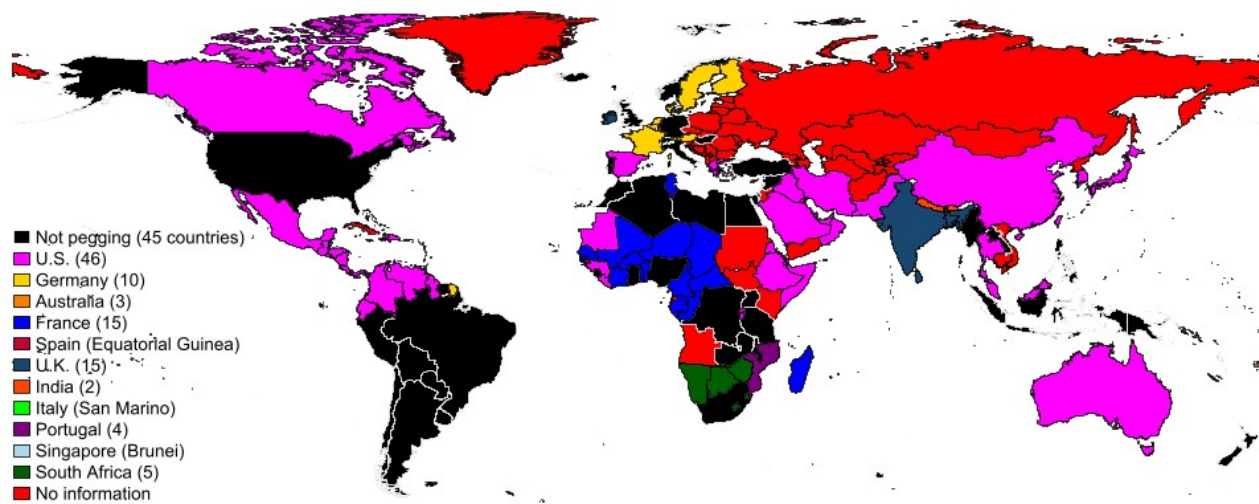 Not pegging (45 countries)
U.S. (46)
Germany (10)
Australia (3)
France (15)
Spain (Equatorial Guinea)
U.K. (15)
India (2)
Italy (San Marino)
Portugal (4)
Singapore (Brunei)
South Africa (5)
No information